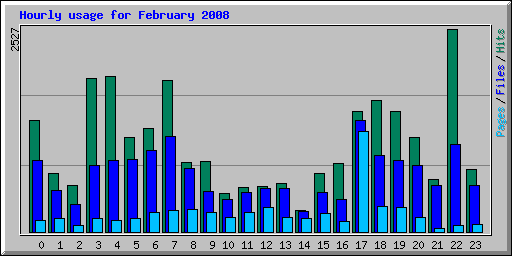 Hourly usage for February 2008
2527
Pages / Files / Hits
0 1 2 3 4 5 6 7 8 9 10 11 12 13 14 15 16 17 18 19 20 21 22 23